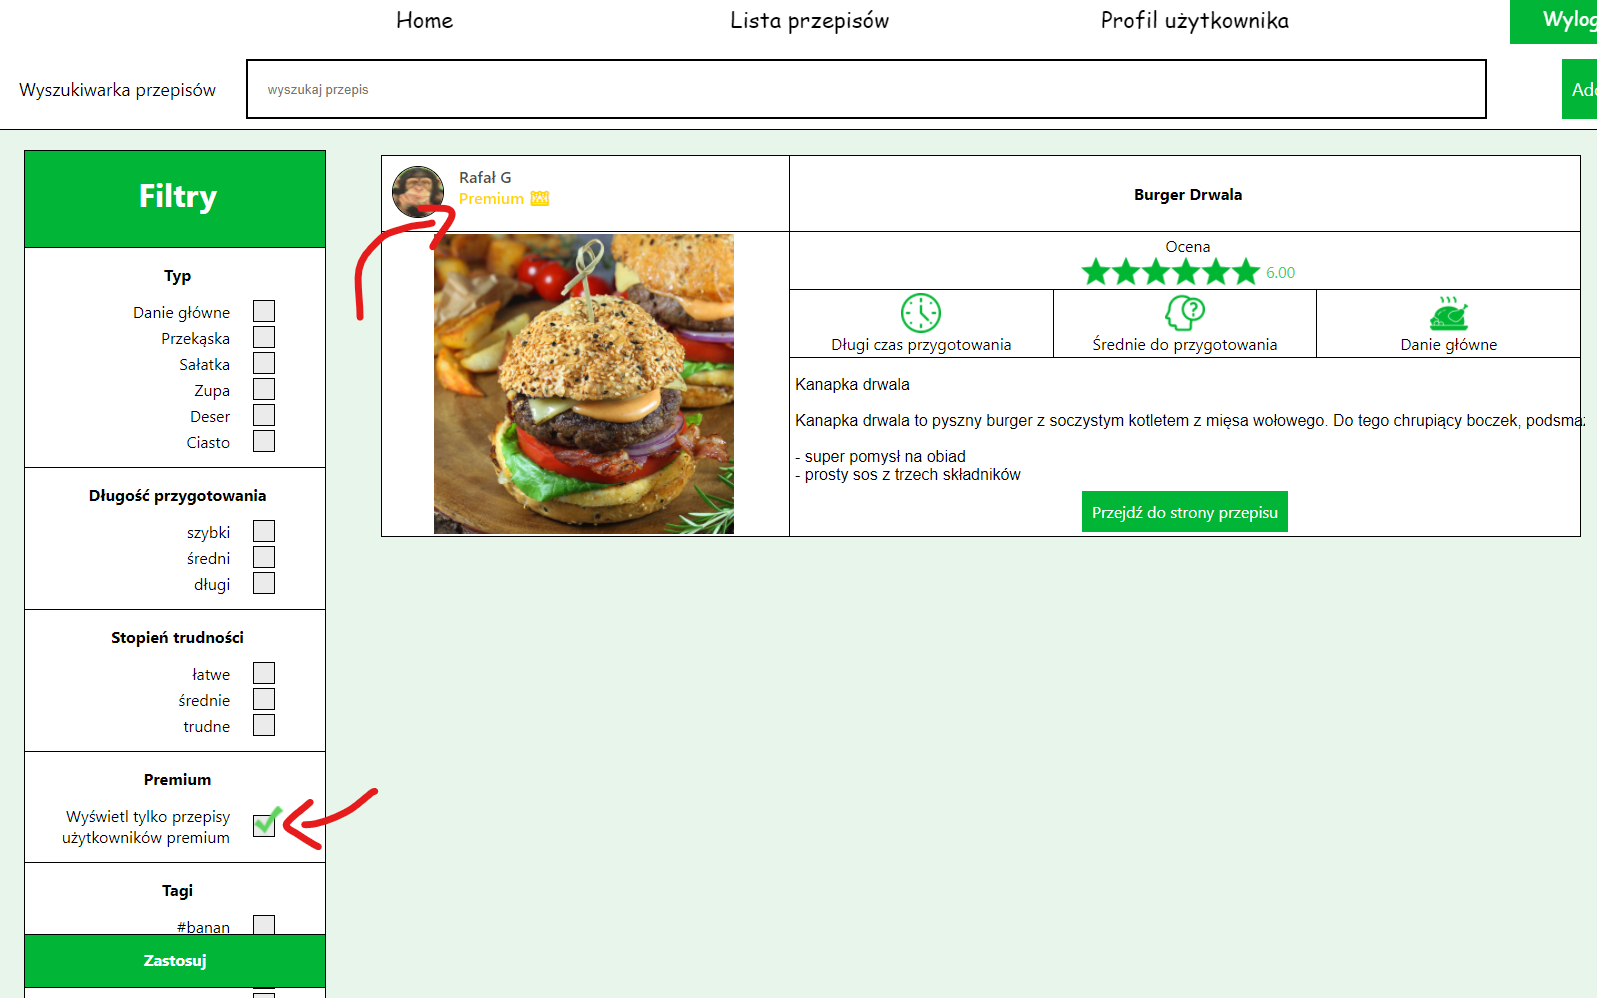 Home
Lista przepisów
Profil użytkownika
Wyszukiwarka przepisów
wyszukaj przepis
Filtry
Typ
Danie główne
Przekąska
Sałatka
Zupa
Deser
Ciasto
Długość przygotowania
szybki
średni
długi
Stopień trudności
łatwe
średnie
trudne
Premium
Wyświetl tylko przepisy
użytkowników premium
Tagi
#banan
Zastosuj
Rafał G
Premium
Burger Drwala
Ocena
6.00
Długi czas przygotowania
Średnie do przygotowania
Danie główne
Kanapka drwala
Kanapka drwala to pyszny burger z soczystym kotletem z mięsa wołowego. Do tego chrupiący boczek,
- super pomysł na obiad
- prosty sos z trzech składników
Przejdź do strony przepisu